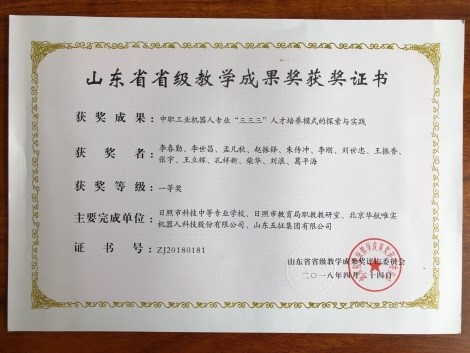 山东省省级教学成果奖获奖证书
获奖成果：中职工业机器人专业“三三三”人才培养模式的探索与实践
获奖者：李春勤、李世昌、孟凡秋、赵振锋、朱传冲、李刚、刘世忠、王振香、
张宇、王立辉、孔祥新、柴华、刘浪、葛平海
获奖等级：一等奖
主要完成单位：日照市科技中等专业学校、日照市教育局职教教研室、北京华航唯实
机器人科技股份有限公司、山东五征集团有限公司
证书号：ZJ20180181
山东省省级教学成果奖评审委员会
二〇一八年四月二十四日